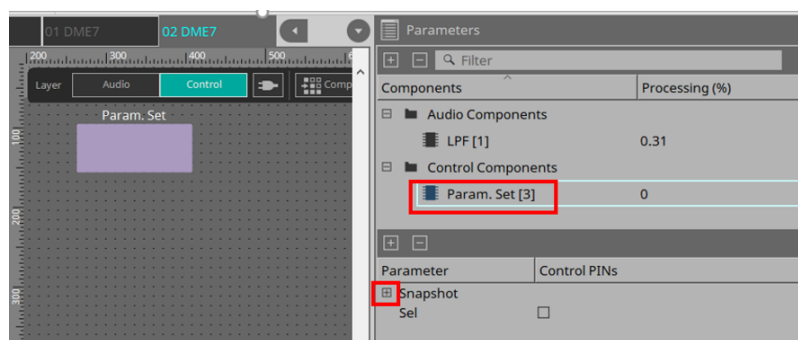 01 DME7
02 DME7
200
300
400
500
Layer
Audio
Control
Comp
100
Param. Set
200
300
Parameters
Filter
Components
Processing (%)
Audio Components
LPF [1]
0.31
Control Components
Param. Set [3]
0
Parameter
Control PINs
Snapshot
Sel